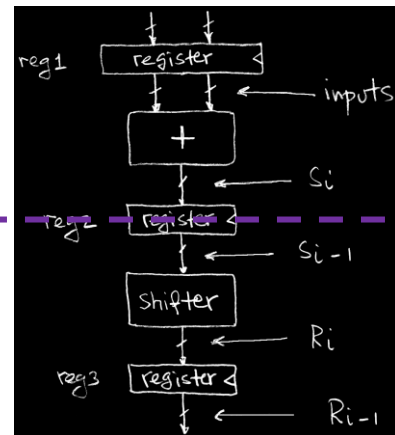 reg1 register
inputs
+
Si
reg2 register
Si-1
Shifter
Ri
reg3 register
Ri-1